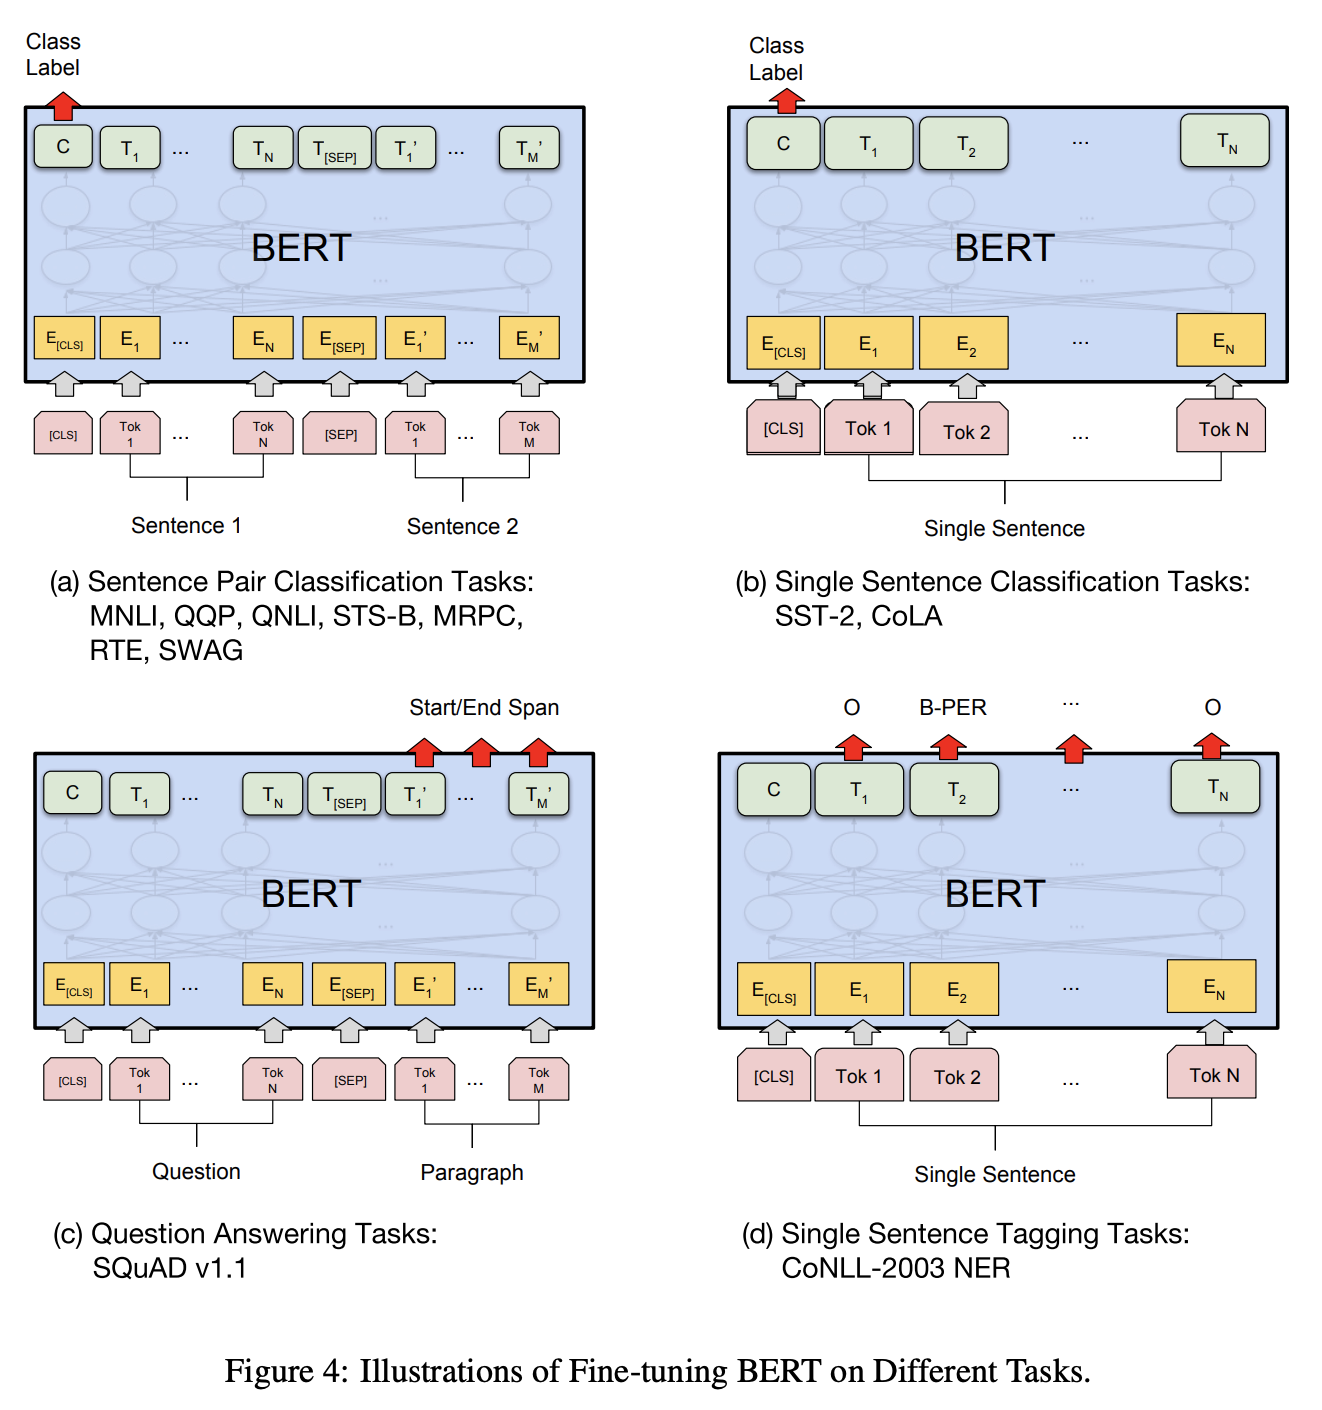 Class
Label
C T1 ... TN T[SEP] T1’ ... TM’
...
BERT
...
E[CLS] E1 ... EN E[SEP] E1’ ... EM’
[CLS] Tok 1 ... Tok N [SEP] Tok 1 ... Tok M
Sentence 1 Sentence 2
(a) Sentence Pair Classification Tasks:
MNLI, QQP, QNLI, STS-B, MRPC,
RTE, SWAG
Class
Label
C T1 T2 ... TN
...
BERT
...
E[CLS] E1 E2 ... EN
[CLS] Tok 1 Tok 2 ... Tok N
Single Sentence
(b) Single Sentence Classification Tasks:
SST-2, CoLA
Start/End Span
C T1 ... TN T[SEP] T1’ ... TM’
...
BERT
...
E[CLS] E1 ... EN E[SEP] E1’ ... EM’
[CLS] Tok 1 ... Tok N [SEP] Tok 1 ... Tok M
Question Paragraph
(c) Question Answering Tasks:
SQuAD v1.1
O B-PER ... O
C T1 T2 ... TN
...
BERT
...
E[CLS] E1 E2 ... EN
[CLS] Tok 1 Tok 2 ... Tok N
Single Sentence
(d) Single Sentence Tagging Tasks:
CoNLL-2003 NER
Figure 4: Illustrations of Fine-tuning BERT on Different Tasks.